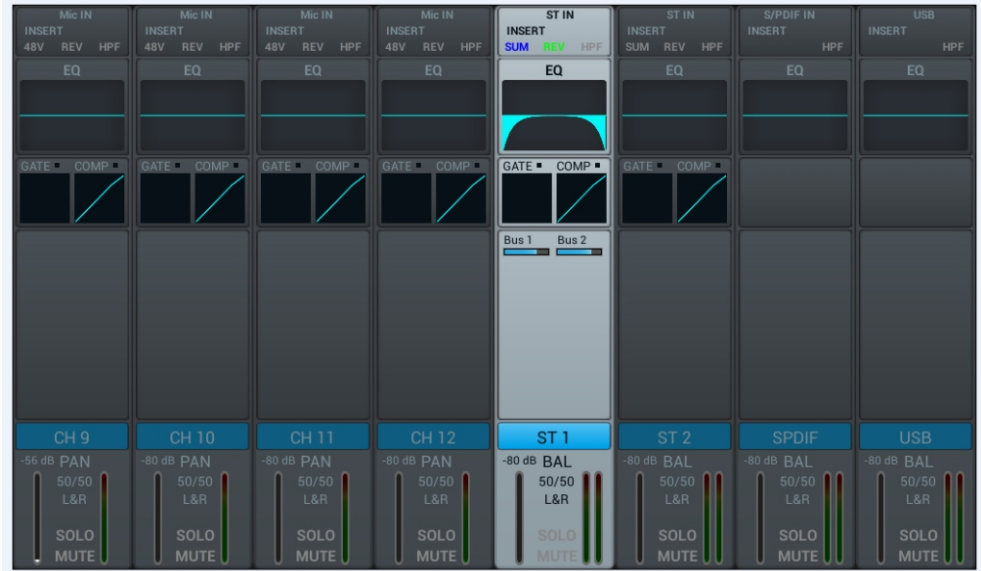 Mic IN Mic IN Mic IN Mic IN ST IN ST IN S/PDIF IN USB
INSERT INSERT INSERT INSERT INSERT INSERT INSERT INSERT
48V REV HPF 48V REV HPF 48V REV HPF 48V REV HPF SUM REV HPF SUM REV HPF HPF HPF
EQ EQ EQ EQ EQ EQ EQ EQ
GATE COMP GATE COMP GATE COMP GATE COMP GATE COMP GATE COMP
Bus 1 Bus 2
CH 9 CH 10 CH 11 CH 12 ST 1 ST 2 SPDIF USB
-56 dB PAN -80 dB PAN -80 dB PAN -80 dB PAN -80 dB BAL -80 dB BAL -80 dB BAL -80 dB BAL
50/50 50/50 50/50 50/50 50/50 50/50 50/50 50/50
L&R L&R L&R L&R L&R L&R L&R L&R
SOLO SOLO SOLO SOLO SOLO SOLO SOLO SOLO
MUTE MUTE MUTE MUTE MUTE MUTE MUTE MUTE